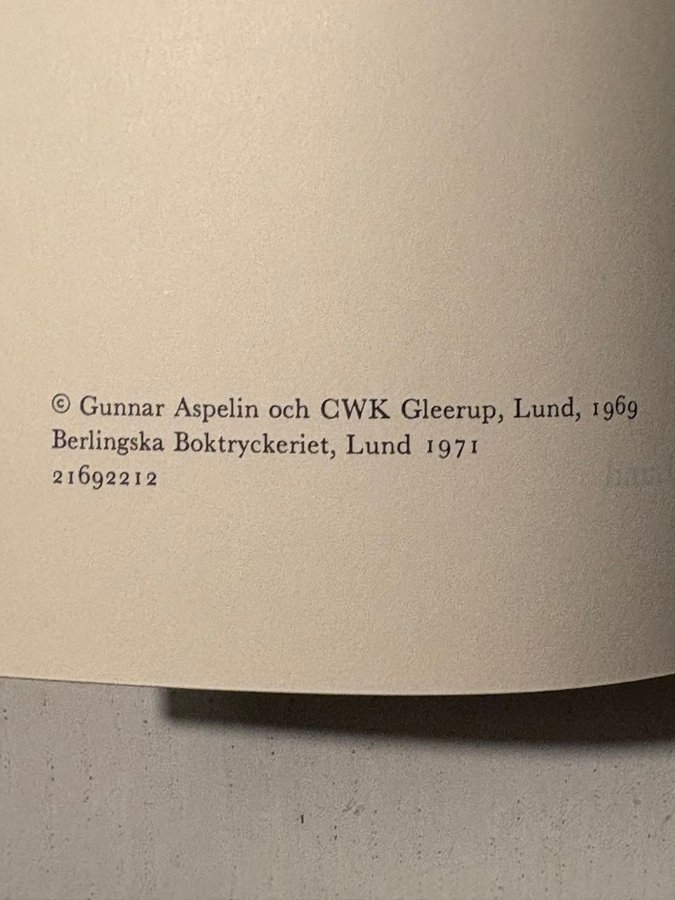 © Gunnar Aspelin och CWK Gleerup, Lund, 1969
Berlingska Boktryckeriet, Lund 1971
21692212